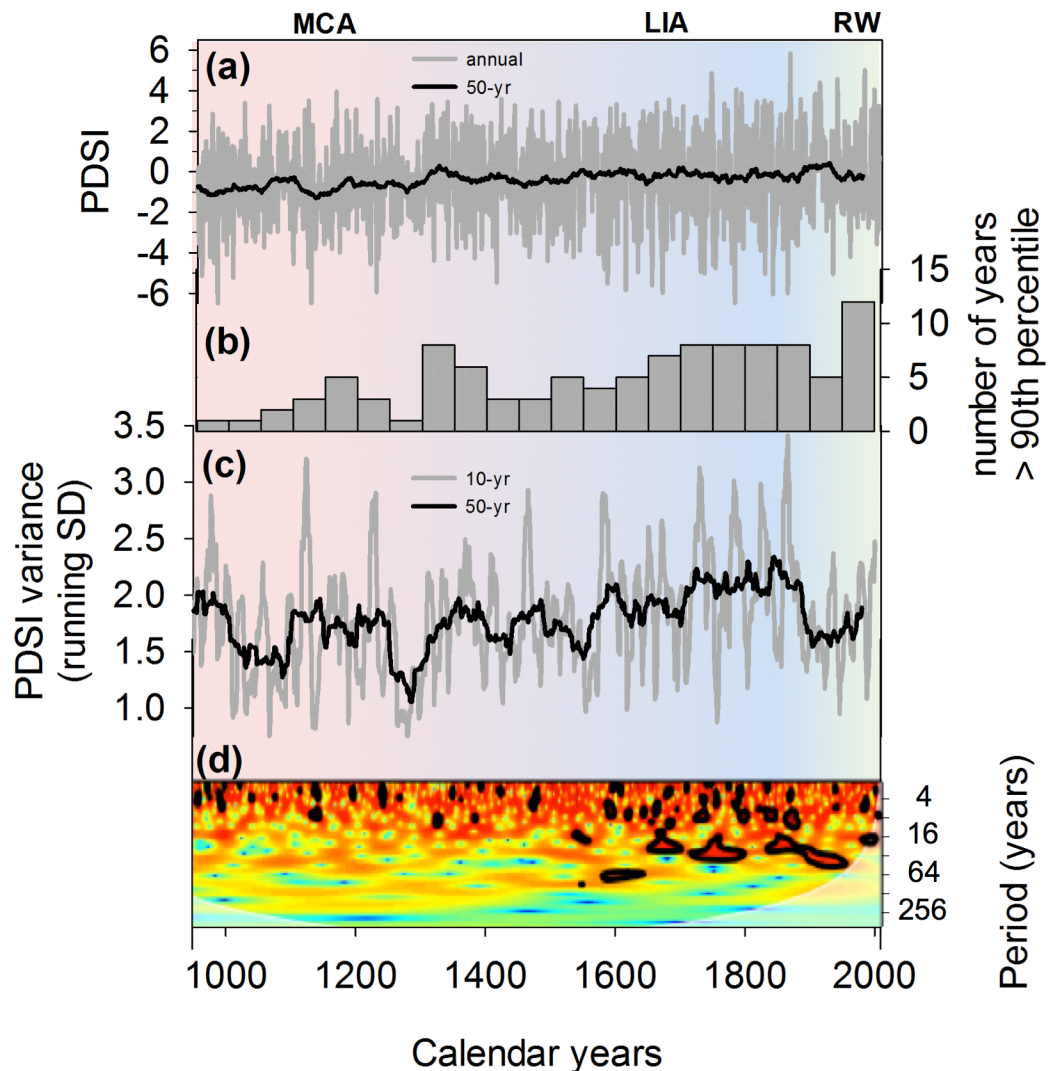 MCA LIA RW
(a)
annual
50-yr
6
4
2
0
-2
-4
-6
PDSI
(b)
15
10
5
0
number of years
> 90th percentile
(c)
10-yr
50-yr
3.5
3.0
2.5
2.0
1.5
1.0
PDSI variance
(running SD)
(d)
4
16
64
256
Period (years)
1000 1200 1400 1600 1800 2000
Calendar years